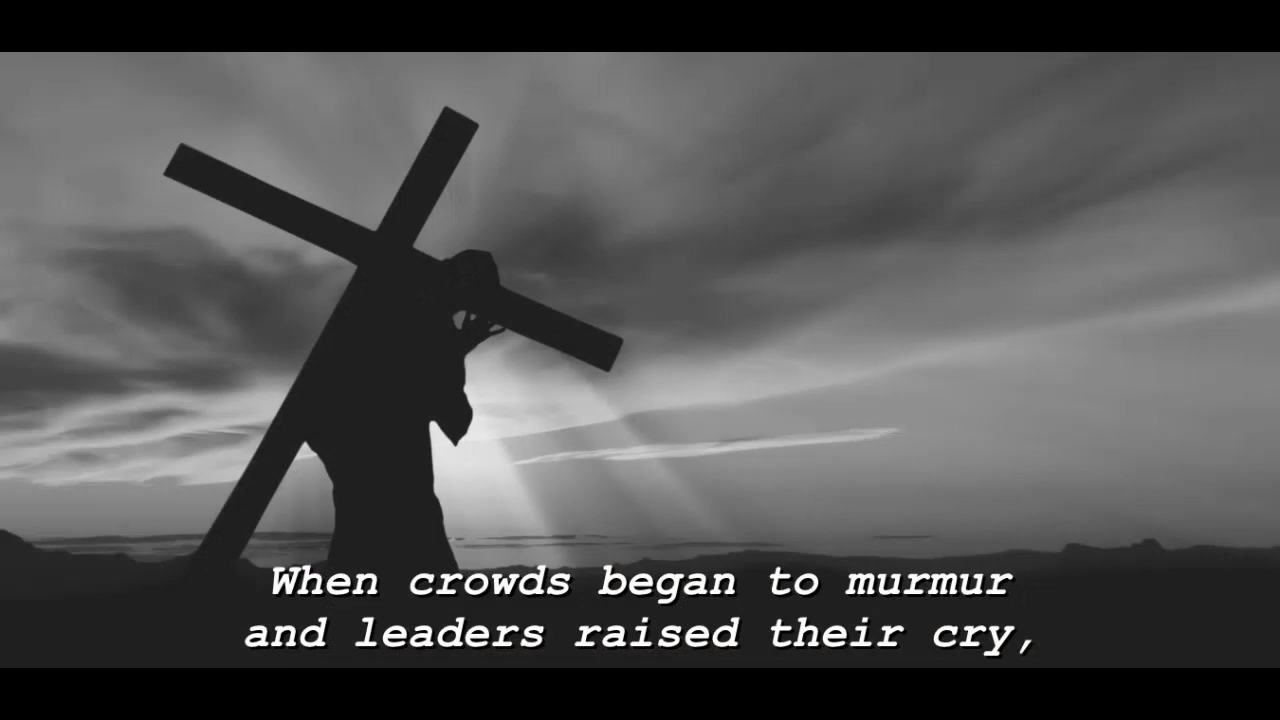 When crowds began to murmur
and leaders raised their cry,